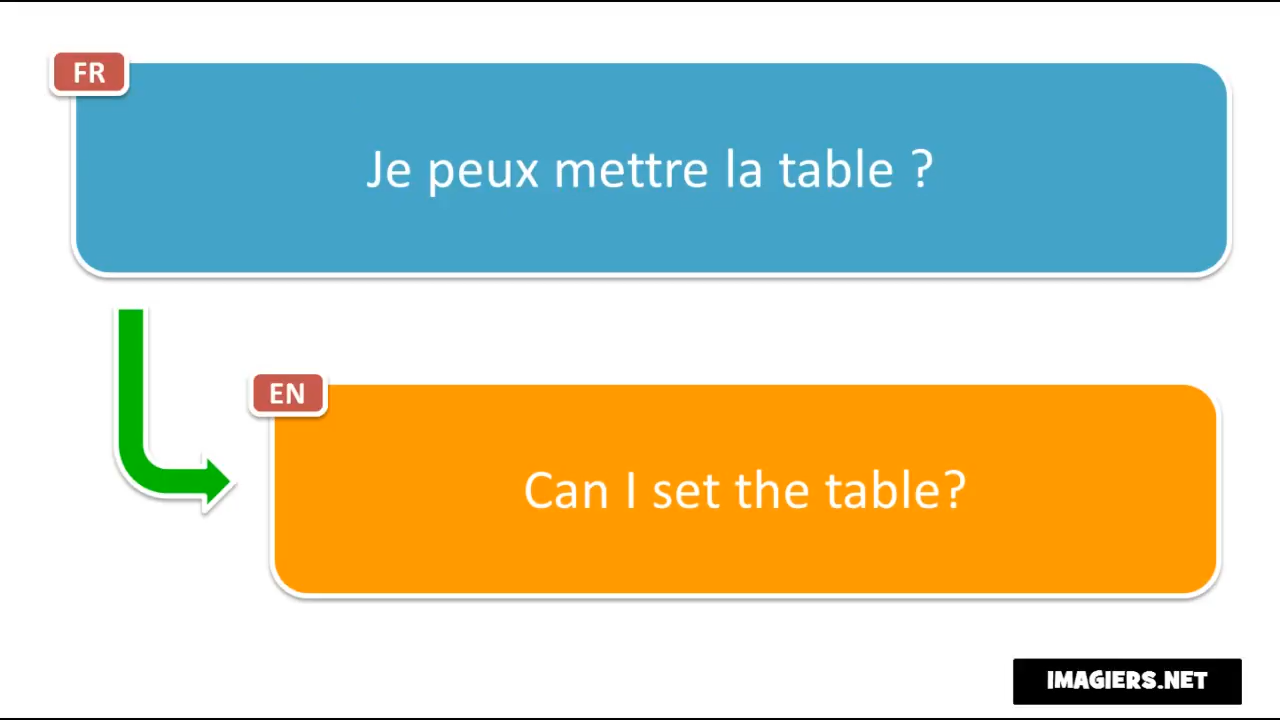 FR
Je peux mettre la table ?
EN
Can I set the table?
IMAGIERS.NET